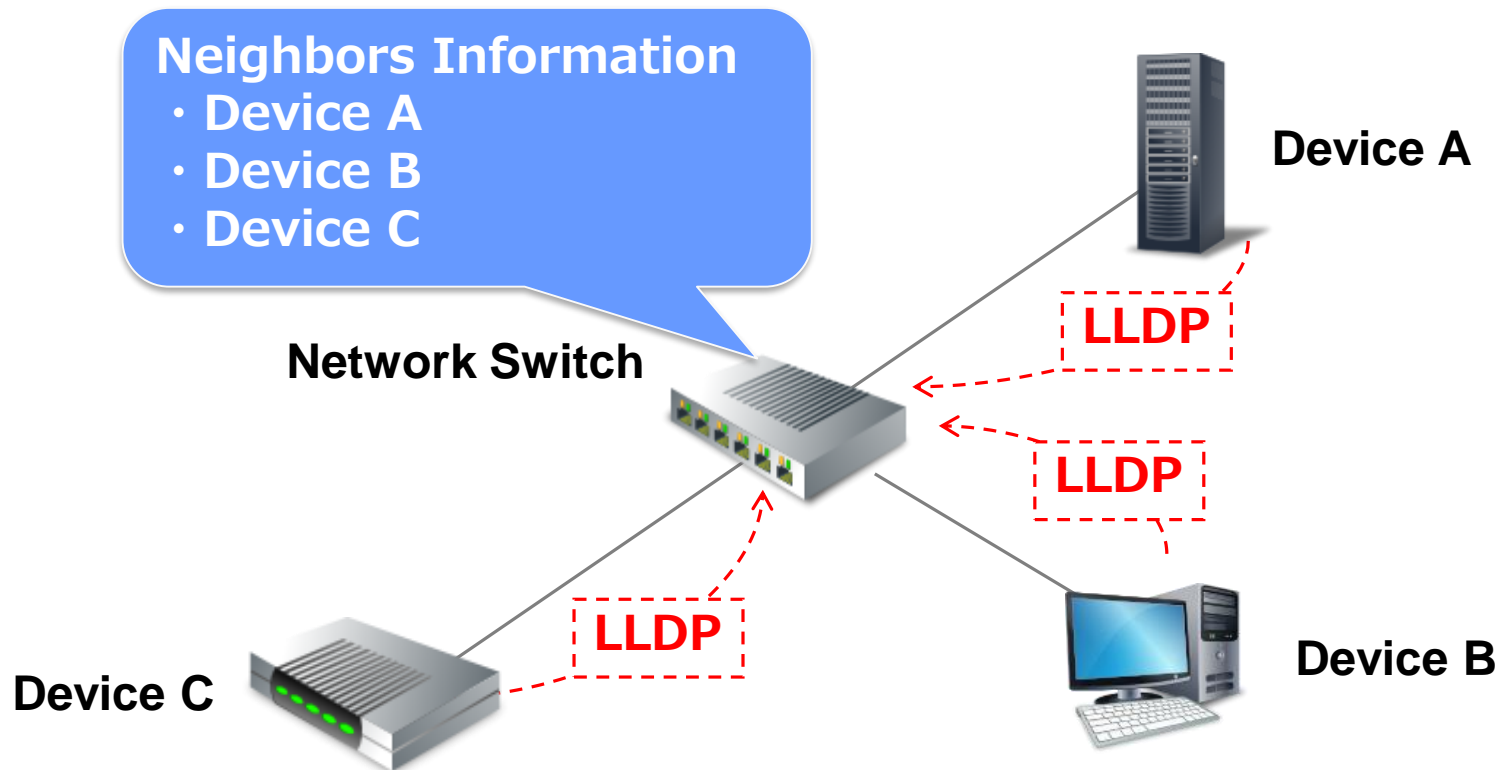 Neighbors Information
・Device A
・Device B
・Device C
Device A
LLDP
Network Switch
LLDP
LLDP
Device B
Device C